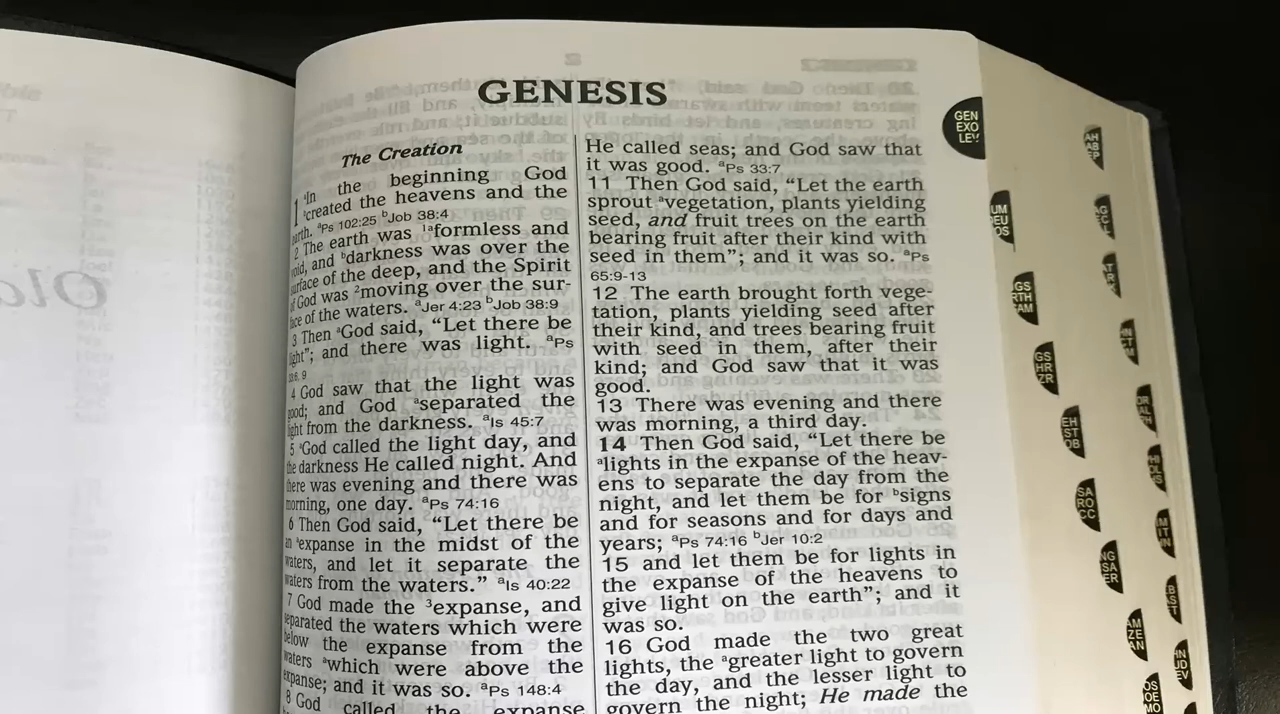 GENESIS
The Creation
1 ᵃIn the beginning God
ᵇcreated the heavens and the
earth. ᵃPs 102:25 ᵇJob 38:4
2 The earth was ¹ᵃformless and
void, and ᵇdarkness was over the
surface of the deep, and the Spirit
of God was ²moving over the sur-
face of the waters. ᵃJer 4:23 ᵇJob 38:9
3 Then ᵃGod said, “Let there be
light”; and there was light. ᵃPs
33:6, 9
4 God saw that the light was
good; and God ᵃseparated the
light from the darkness. ᵃIs 45:7
5 ᵃGod called the light day, and
the darkness He called night. And
there was evening and there was
morning, one day. ᵃPs 74:16
6 Then God said, “Let there be
an ᵃexpanse in the midst of the
waters, and let it separate the
waters from the waters.” ᵃIs 40:22
7 God made the ³expanse, and
separated the waters which were
below the expanse from the
waters ᵃwhich were above the
expanse; and it was so. ᵃPs 148:4
8 God called the expanse
He called seas; and God saw that
it was good. ᵃPs 33:7
11 Then God said, “Let the earth
sprout ᵃvegetation, plants yielding
seed, and fruit trees on the earth
bearing fruit after their kind with
seed in them”; and it was so. ᵃPs
65:9-13
12 The earth brought forth vege-
tation, plants yielding seed after
their kind, and trees bearing fruit
with seed in them, after their
kind; and God saw that it was
good.
13 There was evening and there
was morning, a third day.
14 Then God said, “Let there be
ᵃlights in the expanse of the heav-
ens to separate the day from the
night, and let them be for ᵇsigns
and for seasons and for days and
years; ᵃPs 74:16 ᵇJer 10:2
15 and let them be for lights in
the expanse of the heavens to
give light on the earth”; and it
was so.
16 God made the two great
lights, the ᵃgreater light to govern
the day, and the lesser light to
govern the night; He made the
GEN
EXO
LEV